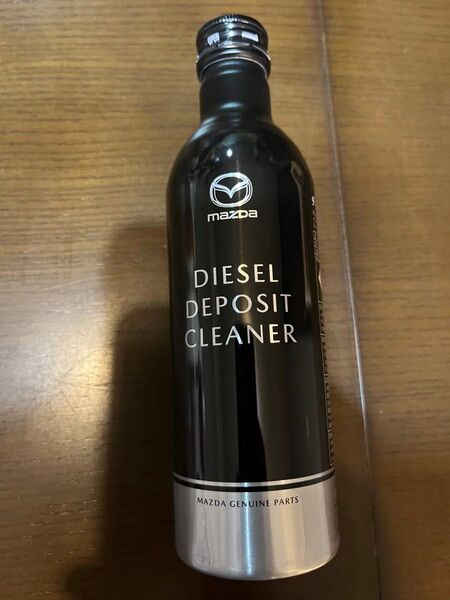 mazda
DIESEL
DEPOSIT
CLEANER
MAZDA GENUINE PARTS